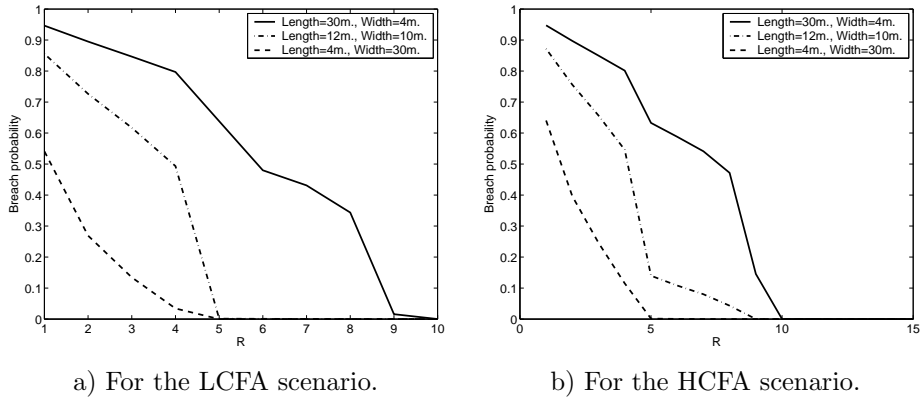 1
0.9
0.8
0.7
0.6
0.5
0.4
0.3
0.2
0.1
0
Breach probability
1 2 3 4 5 6 7 8 9 10
R
Length=30m., Width=4m.
Length=12m., Width=10m.
Length=4m., Width=30m.
a) For the LCFA scenario.
1
0.9
0.8
0.7
0.6
0.5
0.4
0.3
0.2
0.1
0
Breach probability
0 5 10 15
R
Length=30m., Width=4m.
Length=12m., Width=10m.
Length=4m., Width=30m.
b) For the HCFA scenario.